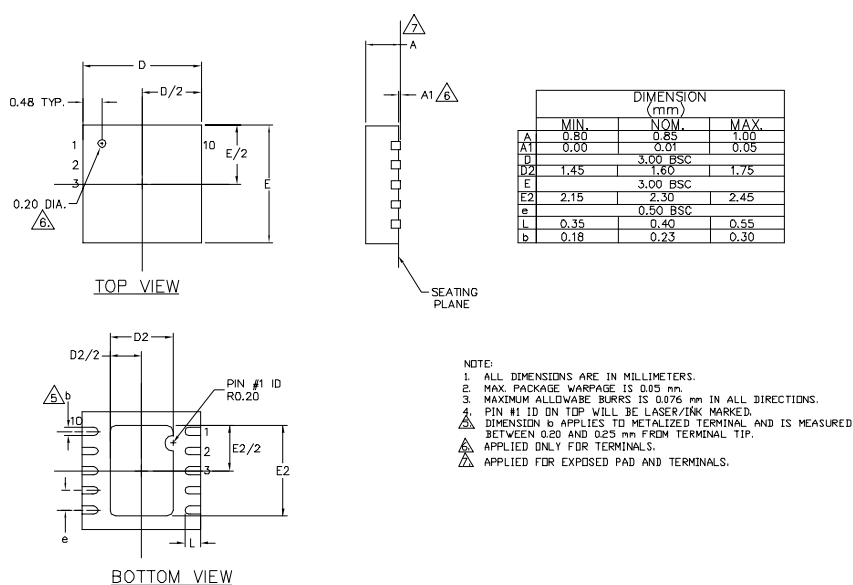 7
A
D
D/2
0.48 TYP.
A1 6
1
10
2
3
E/2
E
0.20 DIA.
6.
TOP VIEW
SEATING
PLANE
DIMENSION
(mm)
MIN. NOM. MAX.
A 0.80 0.85 1.00
A1 0.00 0.01 0.05
D 3.00 BSC
D2 1.45 1.60 1.75
E 3.00 BSC
E2 2.15 2.30 2.45
e 0.50 BSC
L 0.35 0.40 0.55
b 0.18 0.23 0.30
D2
D2/2
PIN #1 ID
R0.20
5 b
10
1
2
3
E2/2
E2
e
L
BOTTOM VIEW
NOTE:
1. ALL DIMENSIONS ARE IN MILLIMETERS.
2. MAX. PACKAGE WARPAGE IS 0.05 mm.
3. MAXIMUM ALLOWABE BURRS IS 0.076 mm IN ALL DIRECTIONS.
4. PIN #1 ID ON TOP WILL BE LASER/INK MARKED.
5. DIMENSION b APPLIES TO METALIZED TERMINAL AND IS MEASURED
BETWEEN 0.20 AND 0.25 mm FROM TERMINAL TIP.
6. APPLIED ONLY FOR TERMINALS.
7. APPLIED FOR EXPOSED PAD AND TERMINALS.